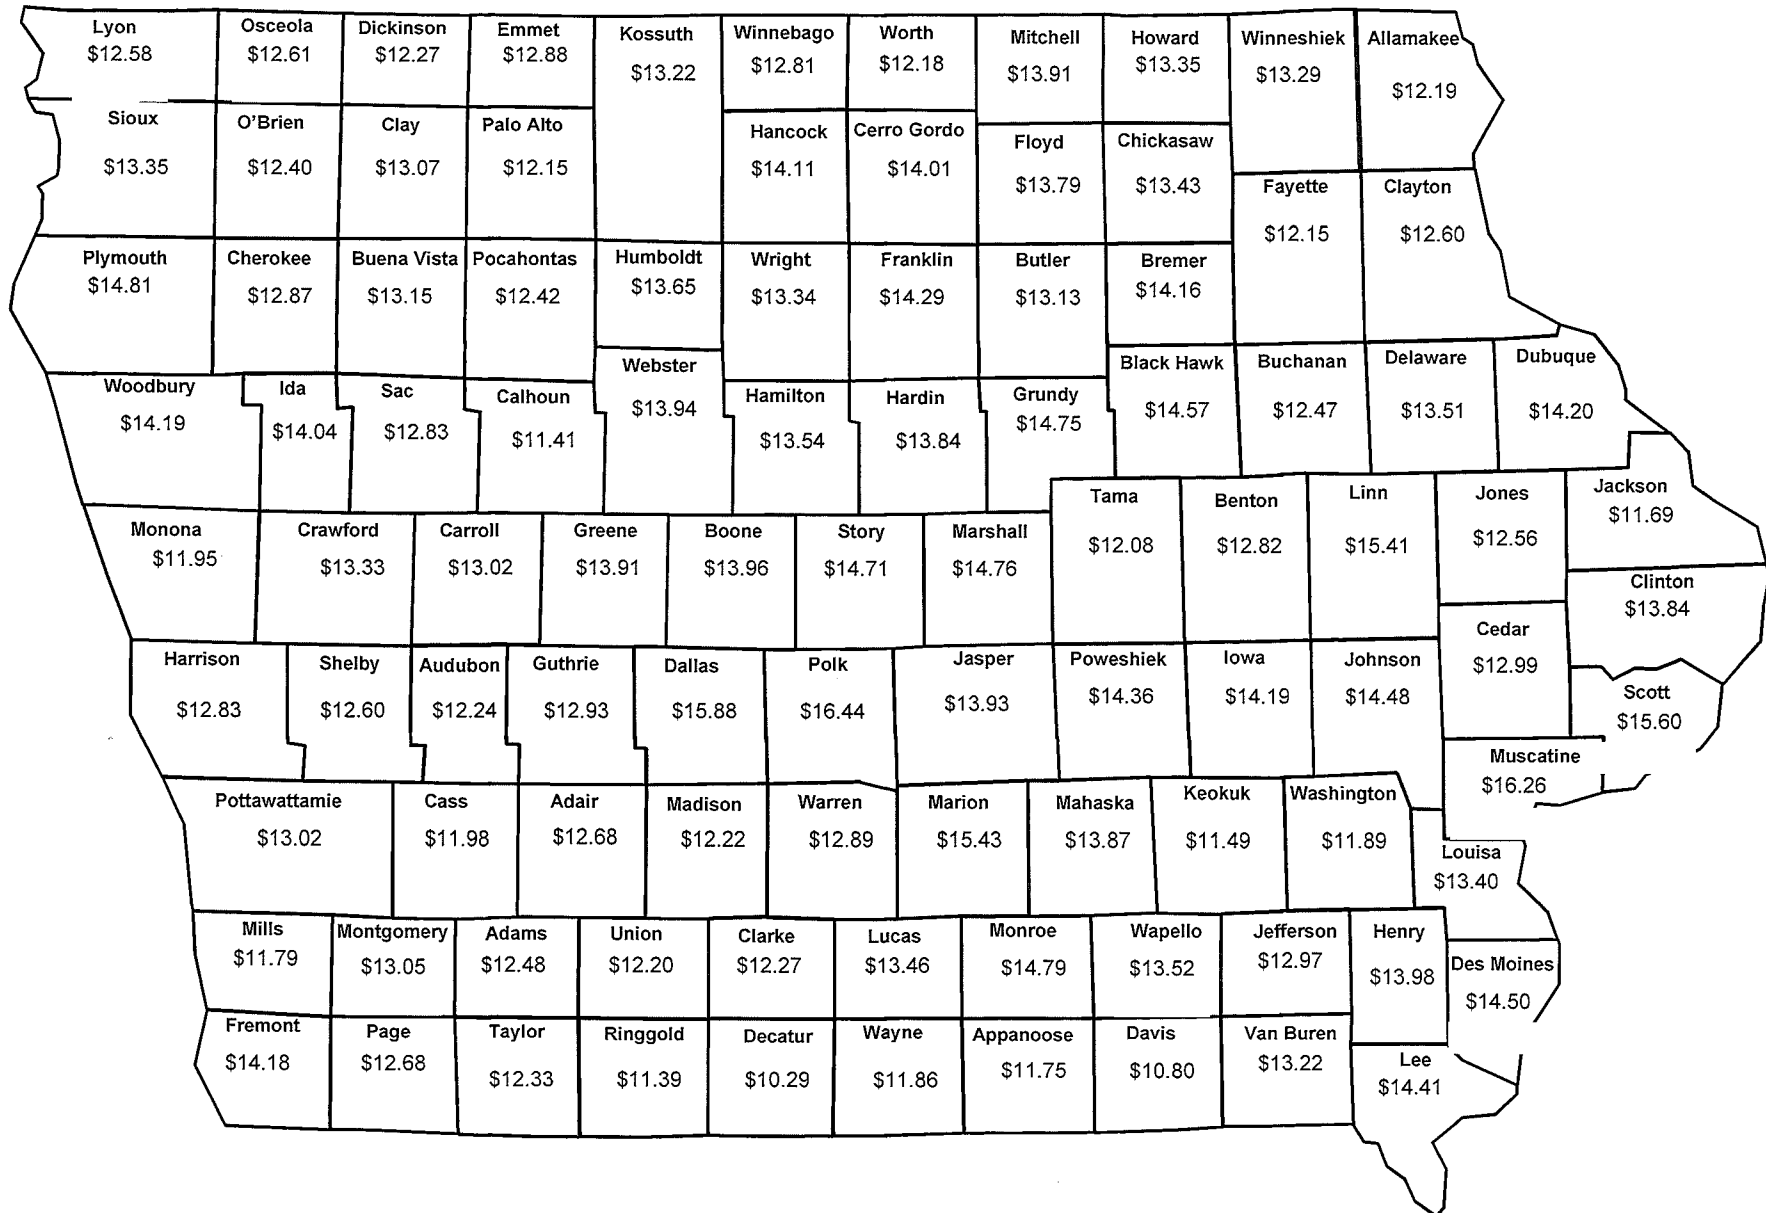 Lyon
$12.58
Osceola
$12.61
Dickinson
$12.27
Emmet
$12.88
Kossuth
$13.22
Winnebago
$12.81
Worth
$12.18
Mitchell
$13.91
Howard
$13.35
Winneshiek
$13.29
Allamakee
$12.19
Sioux
$13.35
O'Brien
$12.40
Clay
$13.07
Palo Alto
$12.15
Hancock
$14.11
Cerro Gordo
$14.01
Floyd
$13.79
Chickasaw
$13.43
Fayette
$12.15
Clayton
$12.60
Plymouth
$14.81
Cherokee
$12.87
Buena Vista
$13.15
Pocahontas
$12.42
Humboldt
$13.65
Wright
$13.34
Franklin
$14.29
Butler
$13.13
Bremer
$14.16
Woodbury
$14.19
Ida
$14.04
Sac
$12.83
Calhoun
$11.41
Webster
$13.94
Hamilton
$13.54
Hardin
$13.84
Grundy
$14.75
Black Hawk
$14.57
Buchanan
$12.47
Delaware
$13.51
Dubuque
$14.20
Monona
$11.95
Crawford
$13.33
Carroll
$13.02
Greene
$13.91
Boone
$13.96
Story
$14.71
Marshall
$14.76
Tama
$12.08
Benton
$12.82
Linn
$15.41
Jones
$12.56
Jackson
$11.69
Clinton
$13.84
Cedar
$12.99
Harrison
$12.83
Shelby
$12.60
Audubon
$12.24
Guthrie
$12.93
Dallas
$15.88
Polk
$16.44
Jasper
$13.93
Poweshiek
$14.36
Iowa
$14.19
Johnson
$14.48
Scott
$15.60
Muscatine
$16.26
Pottawattamie
$13.02
Cass
$11.98
Adair
$12.68
Madison
$12.22
Warren
$12.89
Marion
$15.43
Mahaska
$13.87
Keokuk
$11.49
Washington
$11.89
Louisa
$13.40
Mills
$11.79
Montgomery
$13.05
Adams
$12.48
Union
$12.20
Clarke
$12.27
Lucas
$13.46
Monroe
$14.79
Wapello
$13.52
Jefferson
$12.97
Henry
$13.98
Des Moines
$14.50
Fremont
$14.18
Page
$12.68
Taylor
$12.33
Ringgold
$11.39
Decatur
$10.29
Wayne
$11.86
Appanoose
$11.75
Davis
$10.80
Van Buren
$13.22
Lee
$14.41